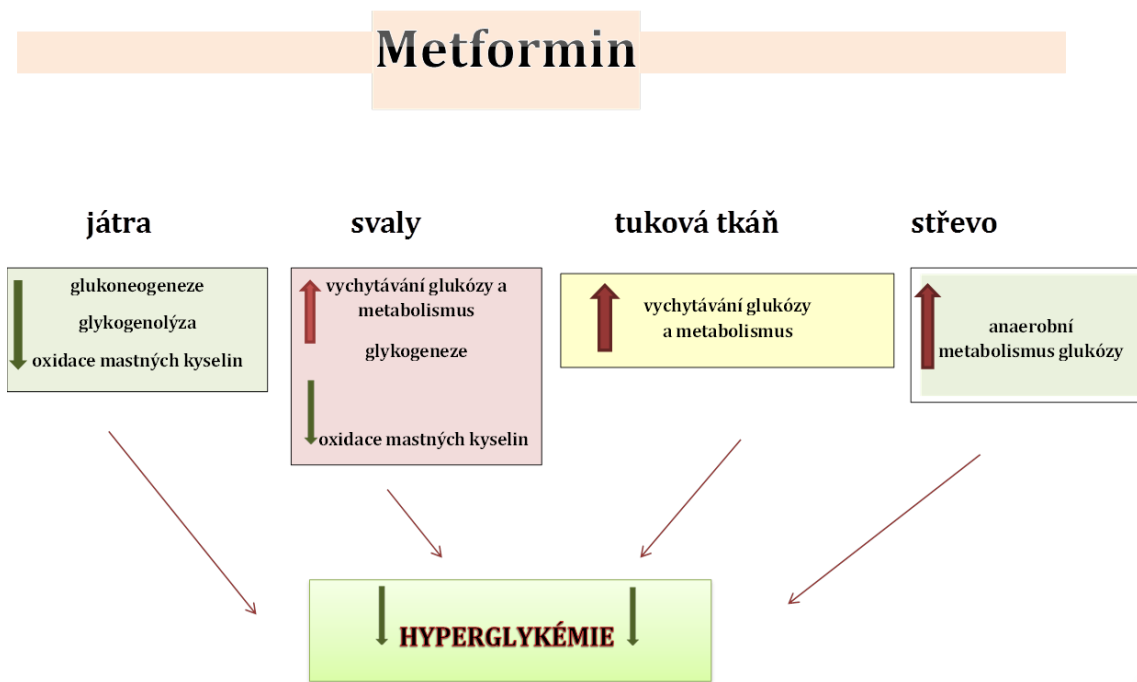 Metformin
játra
svaly
tuková tkáň
střevo
glukoneogeneze
glykogenolýza
oxidace mastných kyselin
vychytávání glukózy a
metabolismus
glykogeneze
oxidace mastných kyselin
vychytávání glukózy
a metabolismus
anaerobní
metabolismus glukózy
HYPERGLYKÉMIE